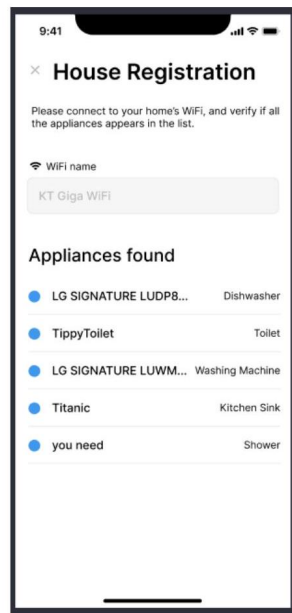 9:41
× House Registration
Please connect to your home's WiFi, and verify if all
the appliances appears in the list.
WiFi name
KT Giga WiFi
Appliances found
LG SIGNATURE LUDP8... Dishwasher
TippyToilet Toilet
LG SIGNATURE LUWM... Washing Machine
Titanic Kitchen Sink
you need Shower